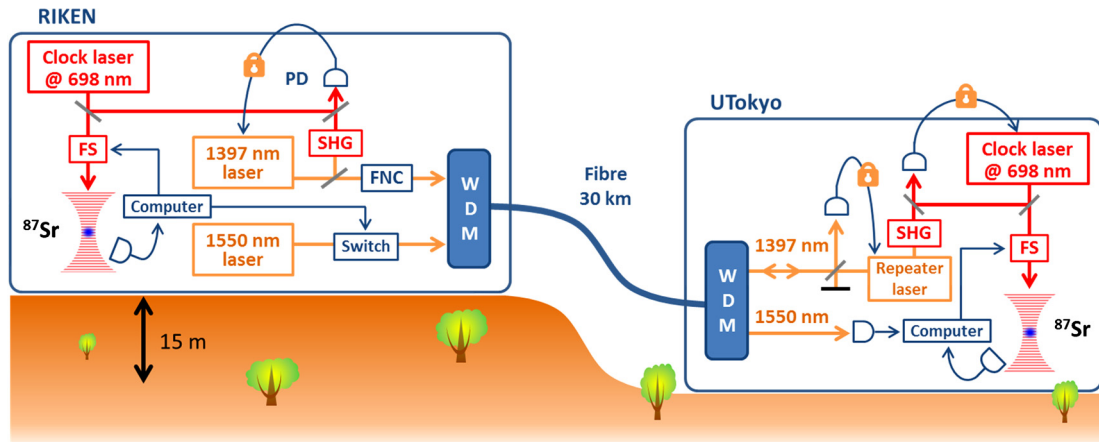 RIKEN
Clock laser
@ 698 nm
PD
FS
SHG
1397 nm
laser
FNC
Computer
87Sr
1550 nm
laser
Switch
W
D
M
15 m
Fibre
30 km
UTokyo
Clock laser
@ 698 nm
SHG
FS
1397 nm
Repeater
laser
W
D
M
1550 nm
Computer
87Sr